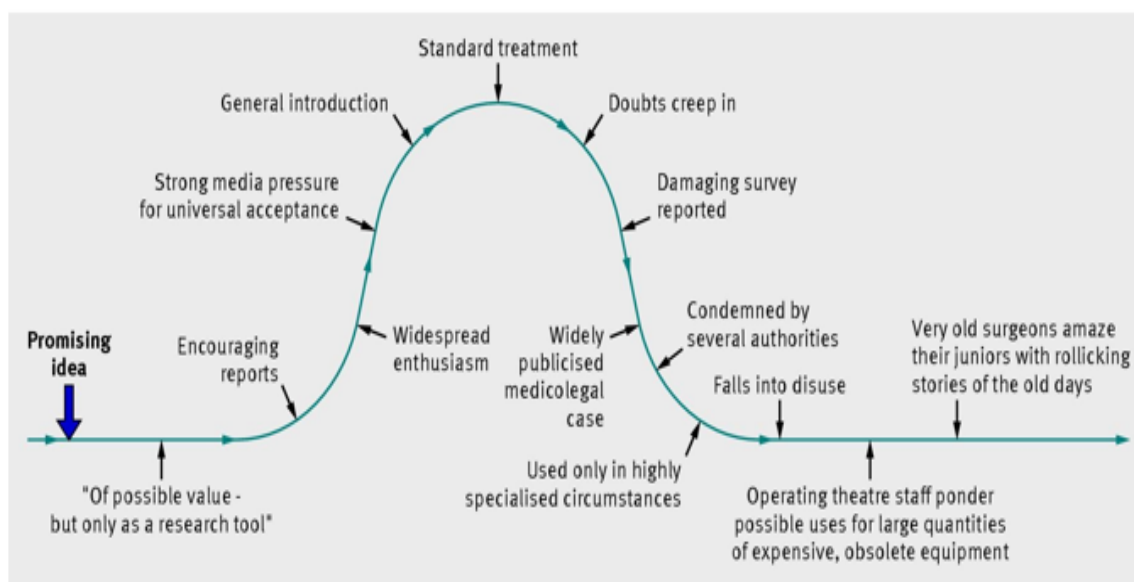 Promising
idea
"Of possible value -
but only as a research tool"
Encouraging
reports
Widespread
enthusiasm
Strong media pressure
for universal acceptance
General introduction
Standard treatment
Doubts creep in
Damaging survey
reported
Widely
publicised
medicolegal
case
Condemned by
several authorities
Used only in highly
specialised circumstances
Falls into disuse
Operating theatre staff ponder
possible uses for large quantities
of expensive, obsolete equipment
Very old surgeons amaze
their juniors with rollicking
stories of the old days